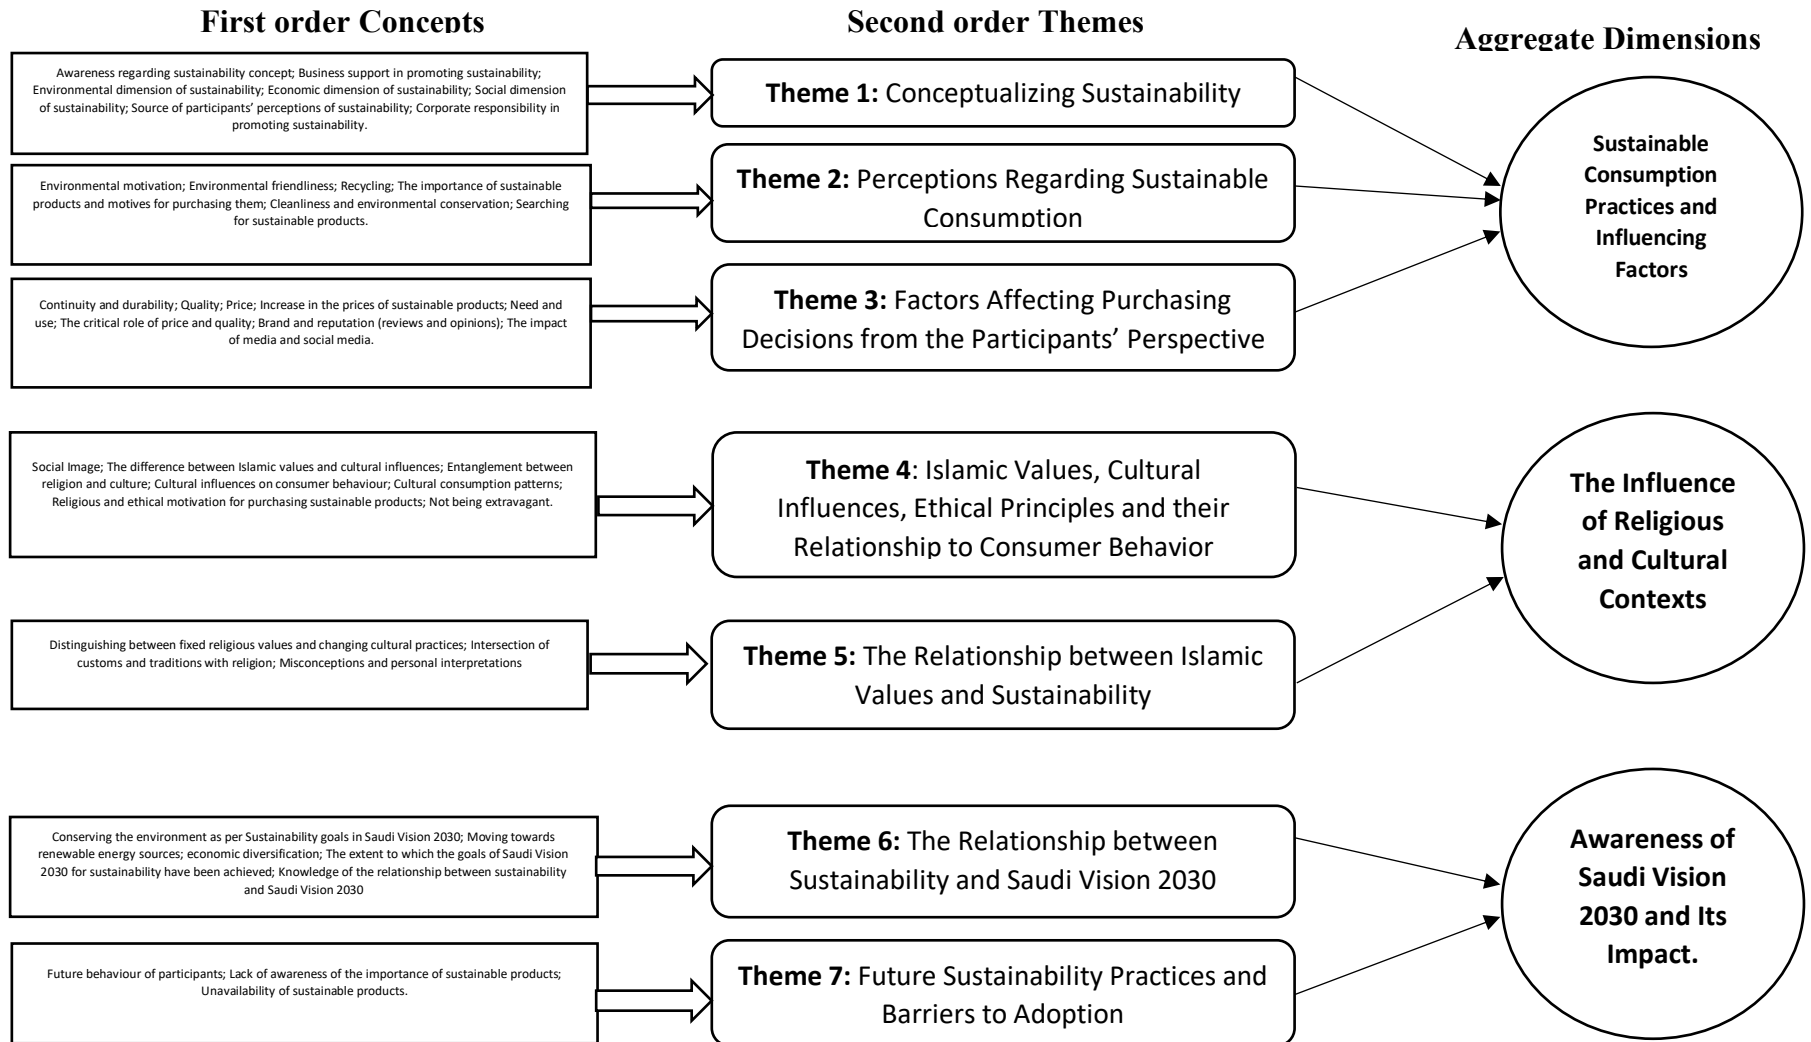 First order Concepts
Second order Themes
Aggregate Dimensions
Awareness regarding sustainability concept; Business support in promoting sustainability;
Environmental dimension of sustainability; Economic dimension of sustainability; Social dimension
of sustainability; Source of participants’ perceptions of sustainability; Corporate responsibility in
promoting sustainability.
Theme 1: Conceptualizing Sustainability
Environmental motivation; Environmental friendliness; Recycling; The importance of sustainable
products and motives for purchasing them; Cleanliness and environmental conservation; Searching
for sustainable products.
Theme 2: Perceptions Regarding Sustainable
Consumption
Continuity and durability; Quality; Price; Increase in the prices of sustainable products; Need and
use; The critical role of price and quality; Brand and reputation (reviews and opinions); The impact
of media and social media.
Theme 3: Factors Affecting Purchasing
Decisions from the Participants’ Perspective
Sustainable
Consumption
Practices and
Influencing
Factors
Social Image; The difference between Islamic values and cultural influences; Entanglement between
religion and culture; Cultural influences on consumer behaviour; Cultural consumption patterns;
Religious and ethical motivation for purchasing sustainable products; Not being extravagant.
Theme 4: Islamic Values, Cultural
Influences, Ethical Principles and their
Relationship to Consumer Behavior
Distinguishing between fixed religious values and changing cultural practices; Intersection of
customs and traditions with religion; Misconceptions and personal interpretations
Theme 5: The Relationship between Islamic
Values and Sustainability
The Influence
of Religious
and Cultural
Contexts
Conserving the environment as per Sustainability goals in Saudi Vision 2030; Moving towards
renewable energy sources; economic diversification; The extent to which the goals of Saudi Vision
2030 for sustainability have been achieved; Knowledge of the relationship between sustainability
and Saudi Vision 2030
Theme 6: The Relationship between
Sustainability and Saudi Vision 2030
Future behaviour of participants; Lack of awareness of the importance of sustainable products;
Unavailability of sustainable products.
Theme 7: Future Sustainability Practices and
Barriers to Adoption
Awareness of
Saudi Vision
2030 and Its
Impact.